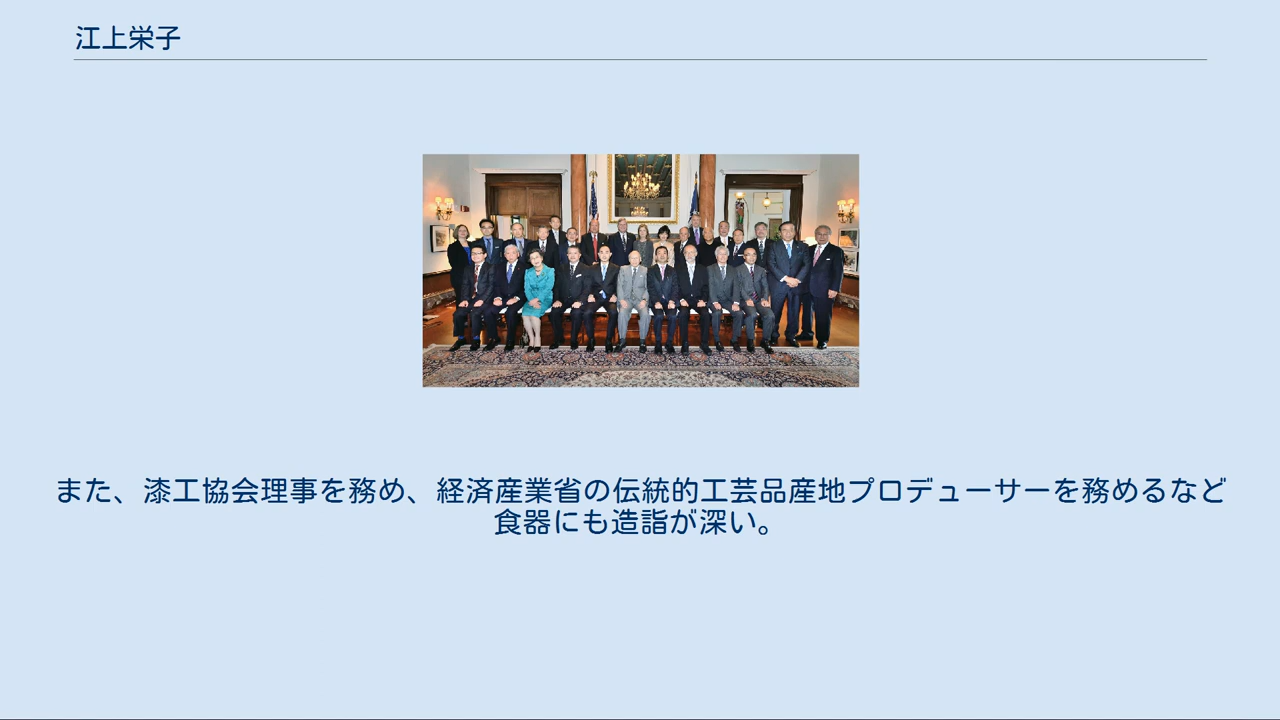 江上栄子
また、漆工協会理事を務め、経済産業省の伝統的工芸品産地プロデューサーを務めるなど
食器にも造詣が深い。